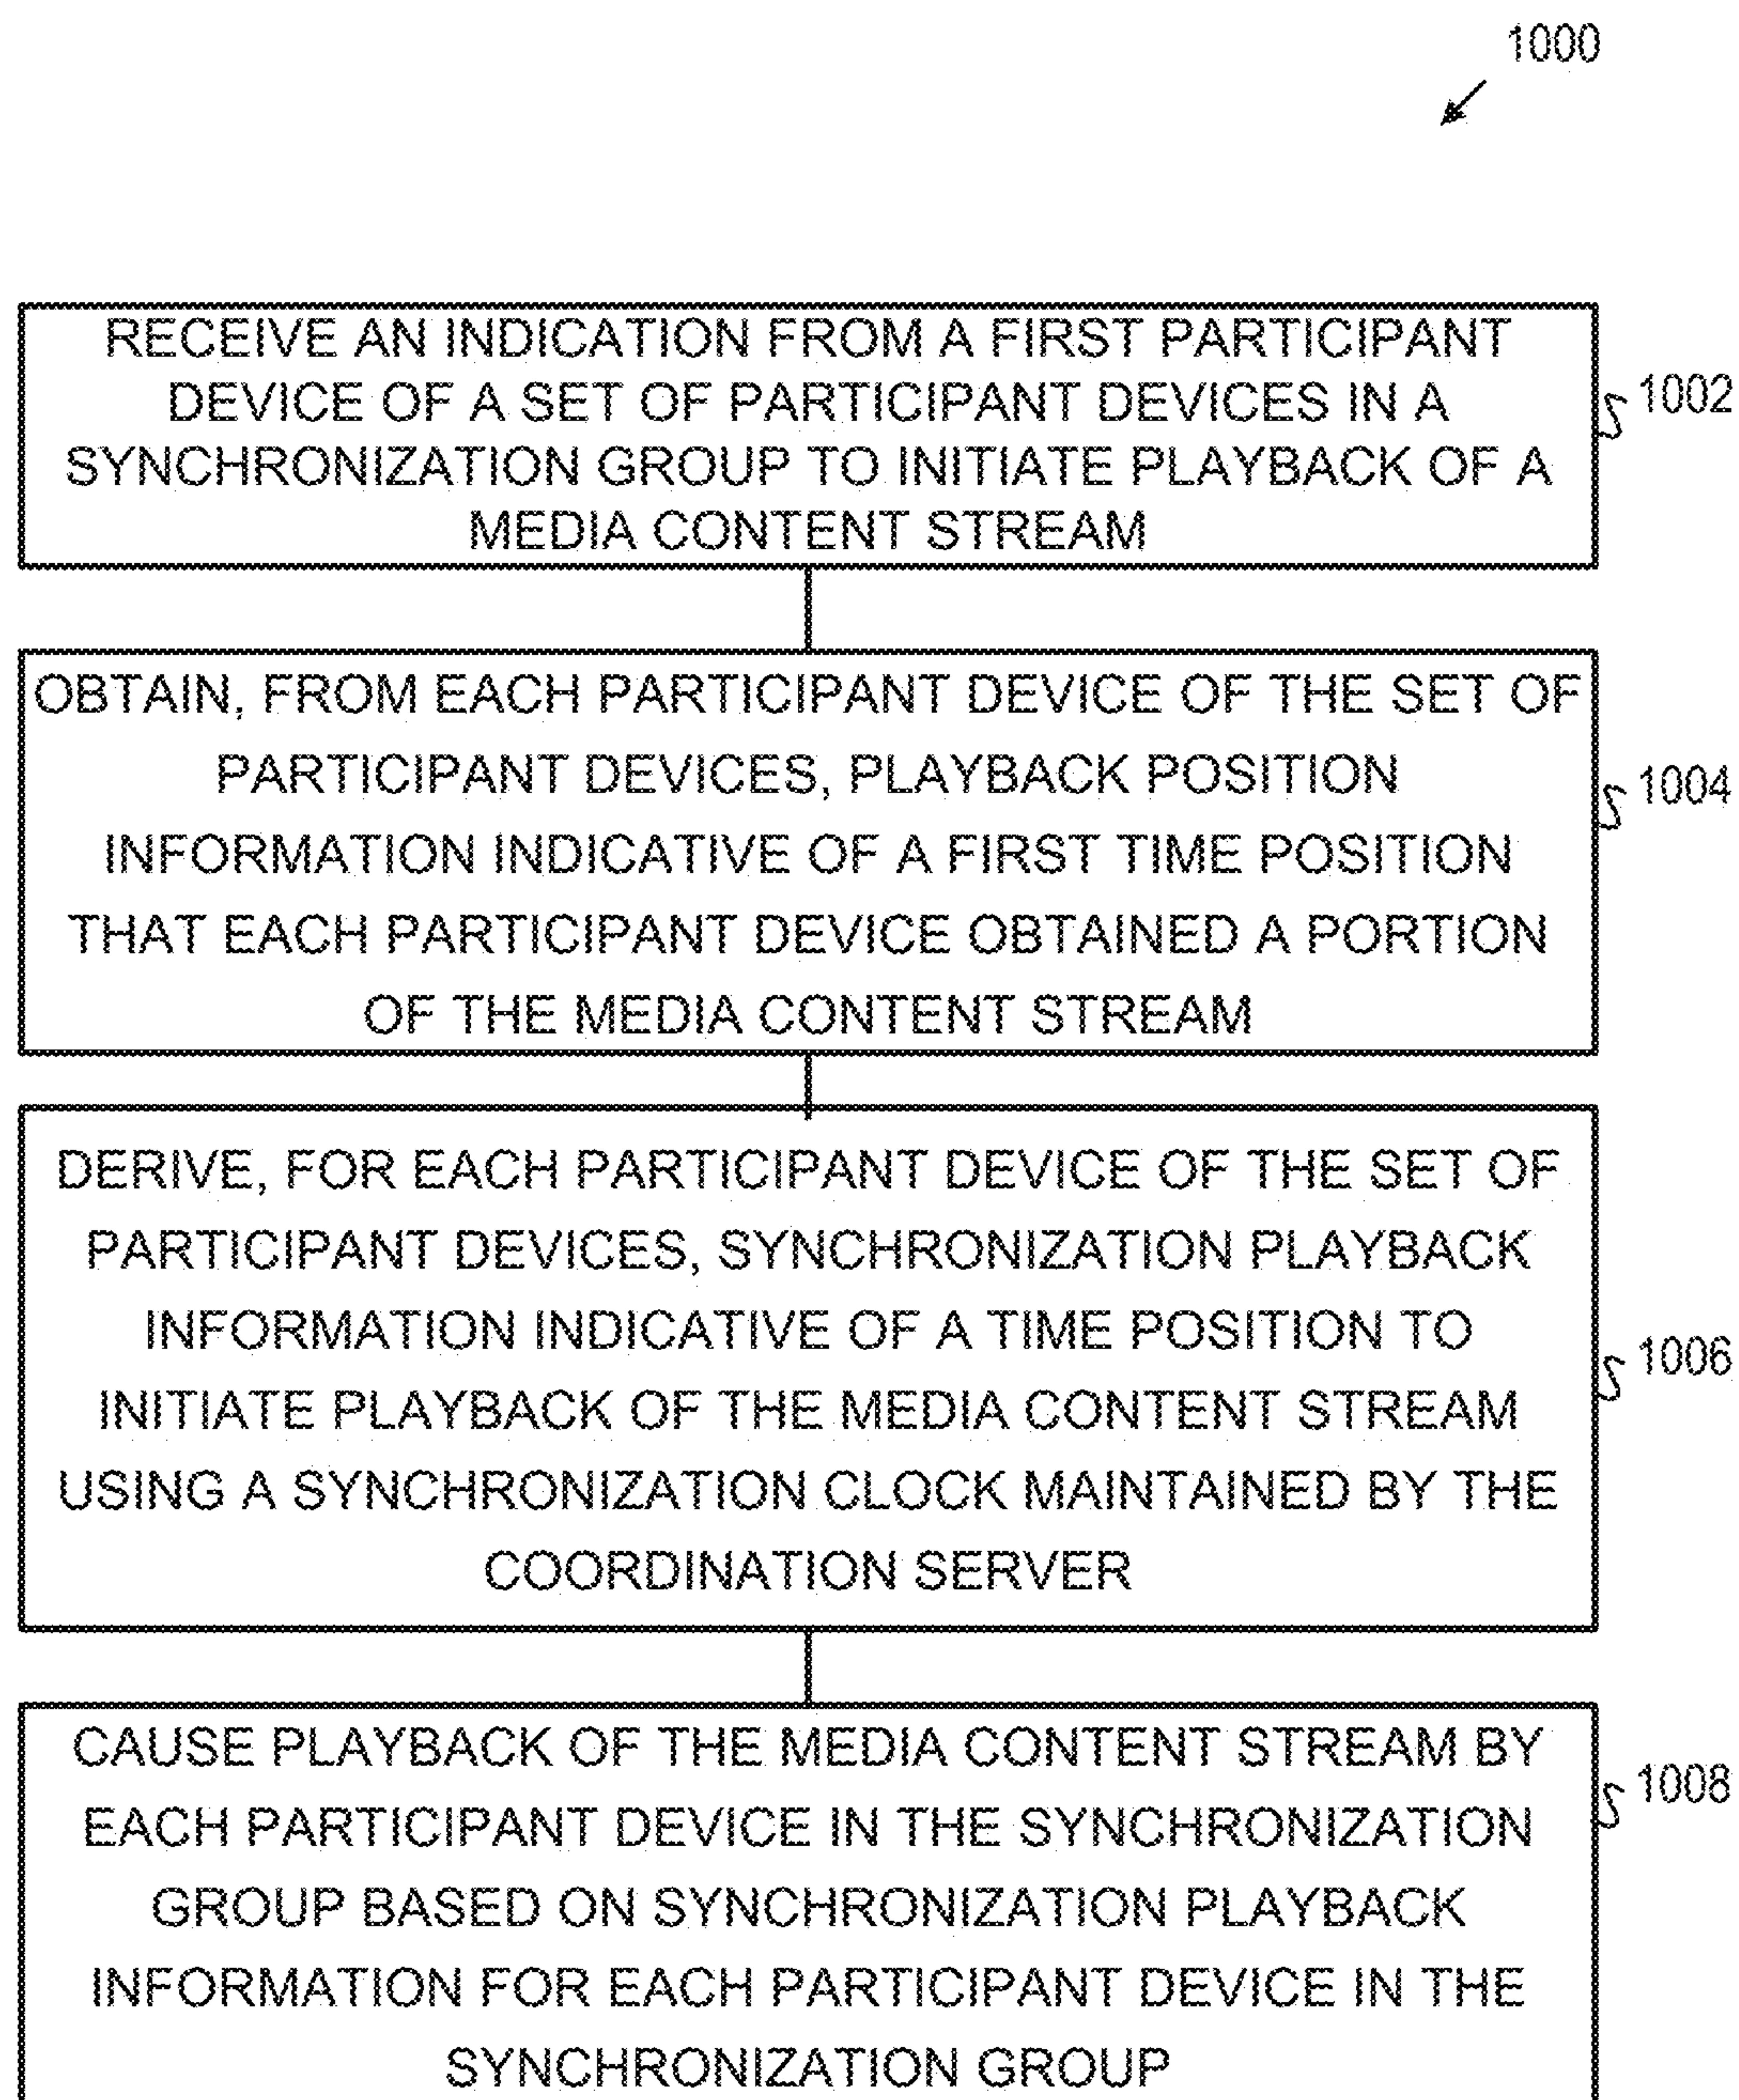 1000
RECEIVE AN INDICATION FROM A FIRST PARTICIPANT
DEVICE OF A SET OF PARTICIPANT DEVICES IN A
SYNCHRONIZATION GROUP TO INITIATE PLAYBACK OF A
MEDIA CONTENT STREAM
1002
OBTAIN, FROM EACH PARTICIPANT DEVICE OF THE SET OF
PARTICIPANT DEVICES, PLAYBACK POSITION
INFORMATION INDICATIVE OF A FIRST TIME POSITION
THAT EACH PARTICIPANT DEVICE OBTAINED A PORTION
OF THE MEDIA CONTENT STREAM
1004
DERIVE, FOR EACH PARTICIPANT DEVICE OF THE SET OF
PARTICIPANT DEVICES, SYNCHRONIZATION PLAYBACK
INFORMATION INDICATIVE OF A TIME POSITION TO
INITIATE PLAYBACK OF THE MEDIA CONTENT STREAM
USING A SYNCHRONIZATION CLOCK MAINTAINED BY THE
COORDINATION SERVER
1006
CAUSE PLAYBACK OF THE MEDIA CONTENT STREAM BY
EACH PARTICIPANT DEVICE IN THE SYNCHRONIZATION
GROUP BASED ON SYNCHRONIZATION PLAYBACK
INFORMATION FOR EACH PARTICIPANT DEVICE IN THE
SYNCHRONIZATION GROUP
1008